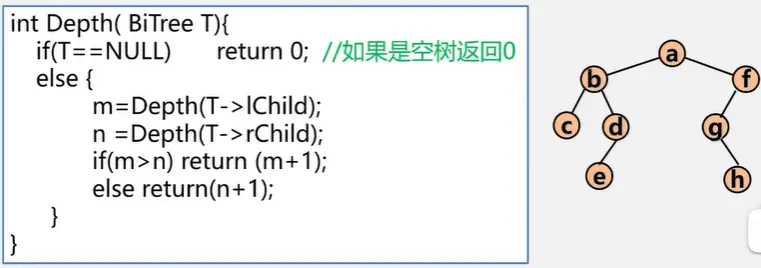 int Depth( BiTree T){
if(T==NULL) return 0; //如果是空树返回0
else {
m=Depth(T->lChild);
n =Depth(T->rChild);
if(m>n) return (m+1);
else return(n+1);
}
}
a
b f
c d g
e h